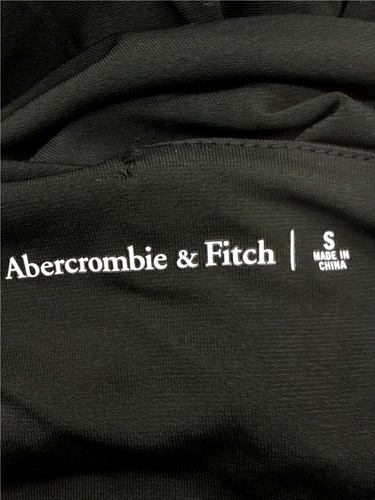 Abercrombie & Fitch | S
MADE IN
CHINA